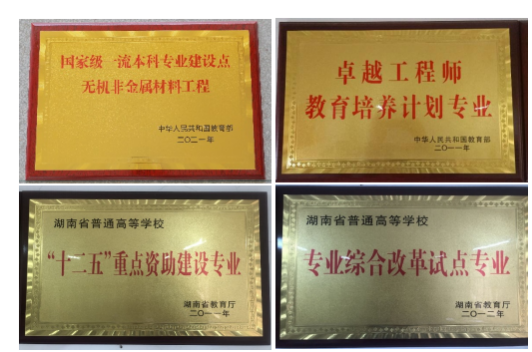 国家级一流本科专业建设点
无机非金属材料工程
中华人民共和国教育部
二〇二一年
卓越工程师
教育培养计划专业
中华人民共和国教育部
二〇一一年
湖南省普通高等学校
“十二五”重点资助建设专业
湖南省教育厅
二〇一一年
湖南省普通高等学校
专业综合改革试点专业
湖南省教育厅
二〇一二年